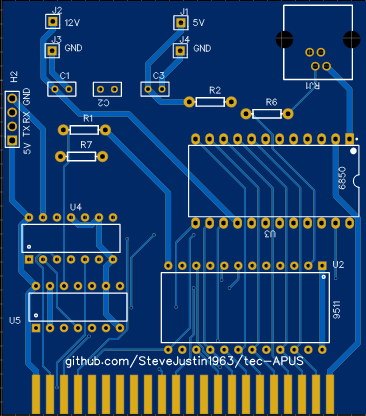 J2
12V
J1
5V
J3
GND
J4
GND
H2
C1
C2
C3
RJ1
5V TX RX GND
R2
R6
R1
R7
6850
U4
U3
U2
9511
U5
github.com/SteveJustin1963/tec-APUS